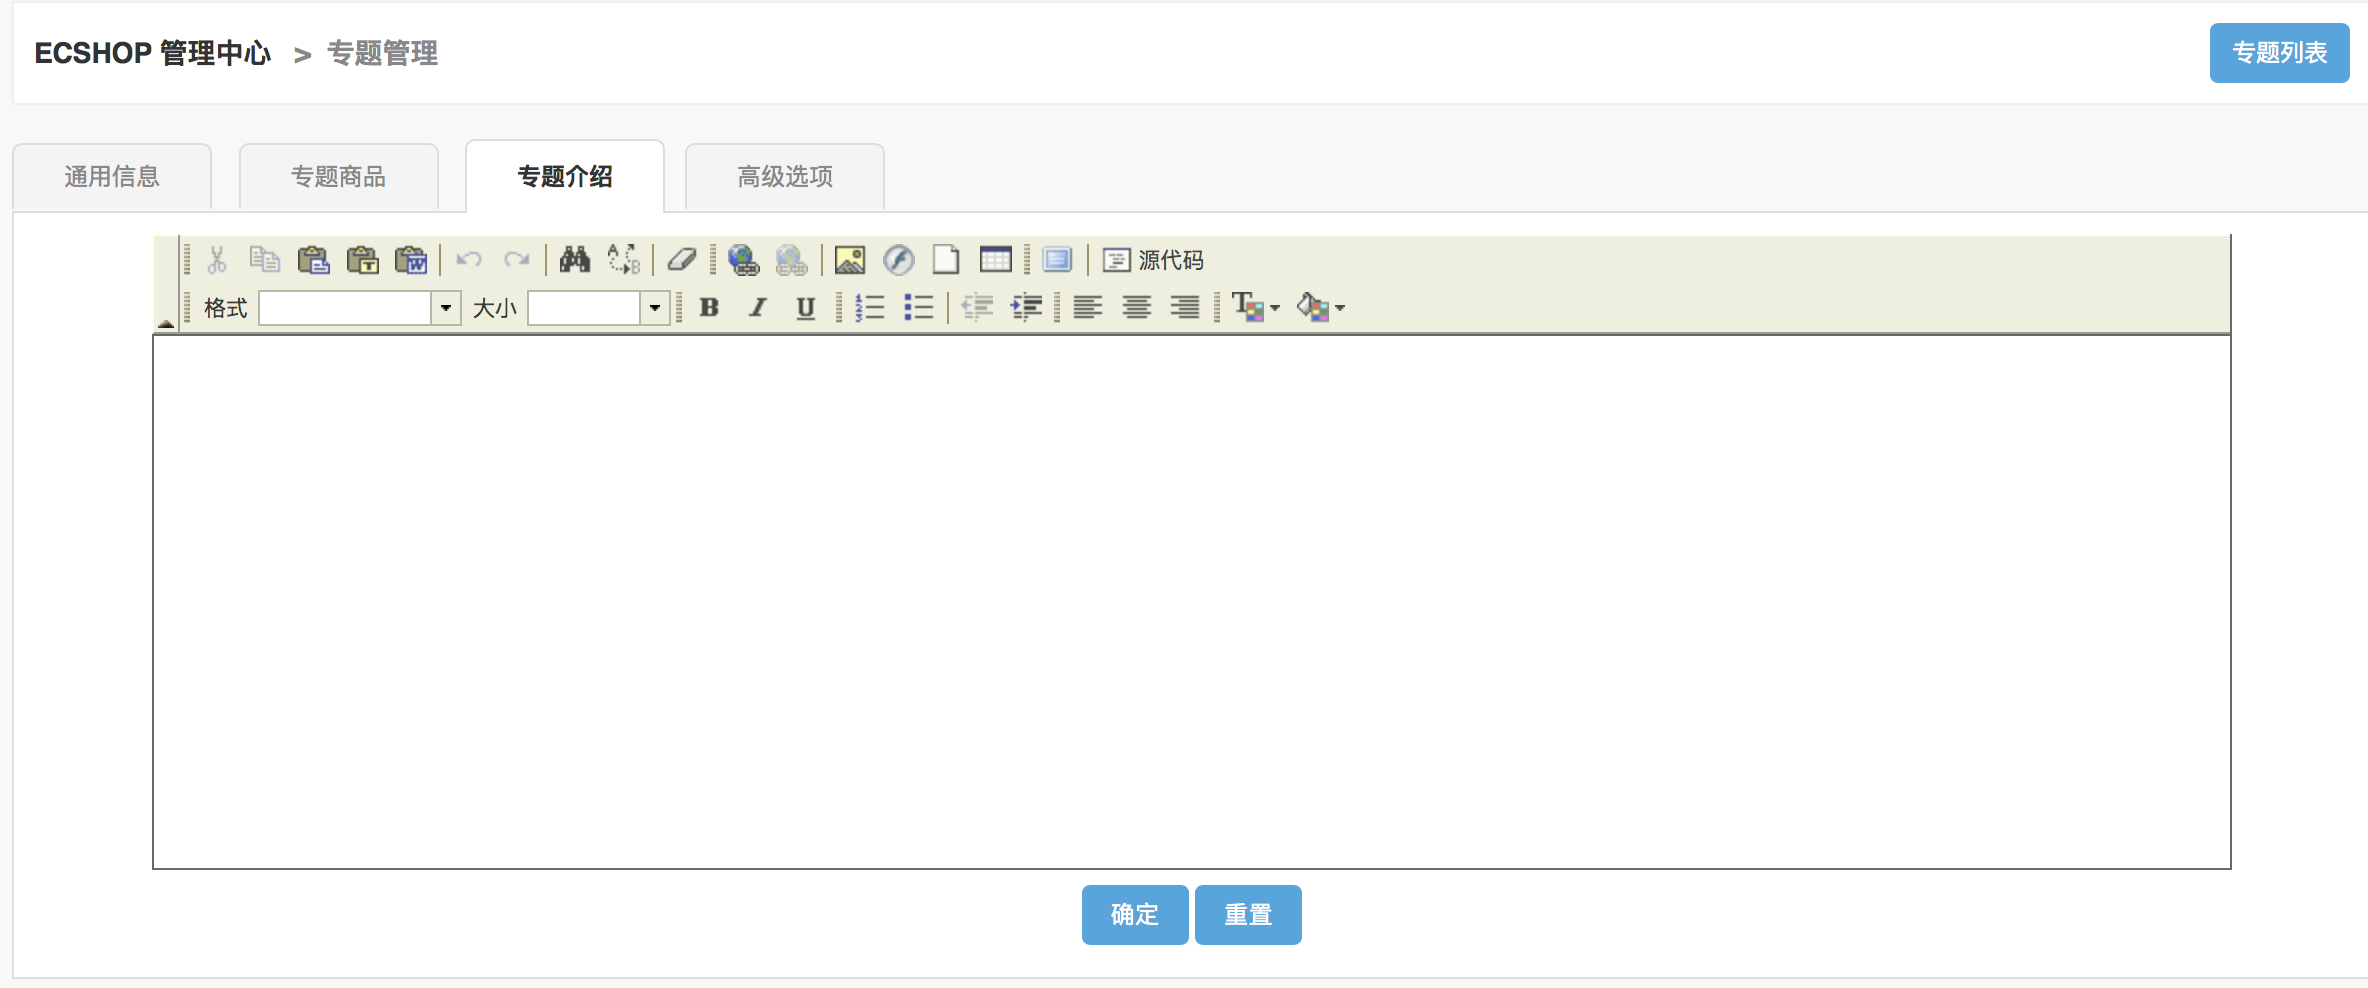 ECSHOP 管理中心 > 专题管理
专题列表
通用信息 专题商品 专题介绍 高级选项
源代码
格式 大小 B I U
确定 重置